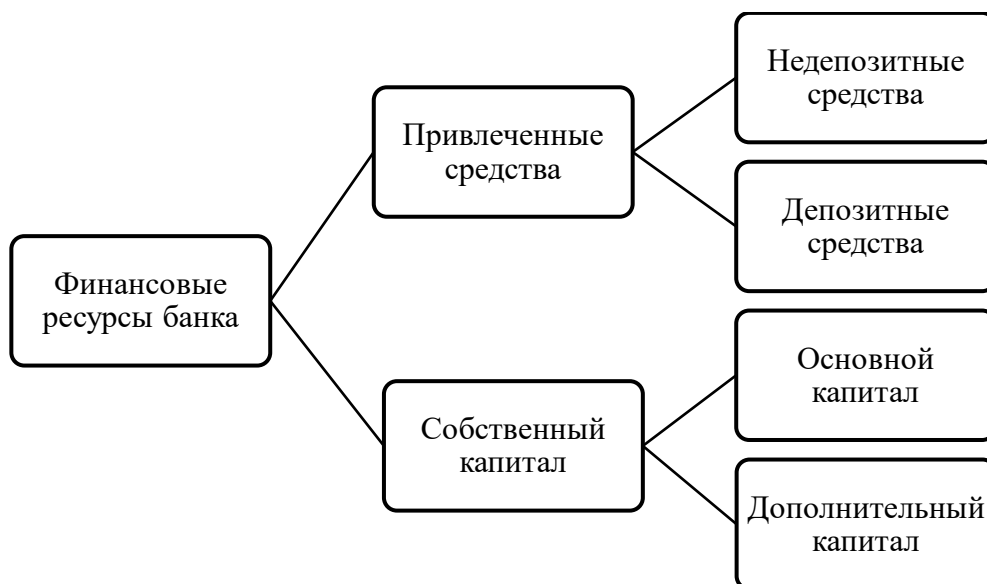 Финансовые
ресурсы банка
Привлеченные
средства
Недепозитные
средства
Депозитные
средства
Собственный
капитал
Основной
капитал
Дополнительный
капитал